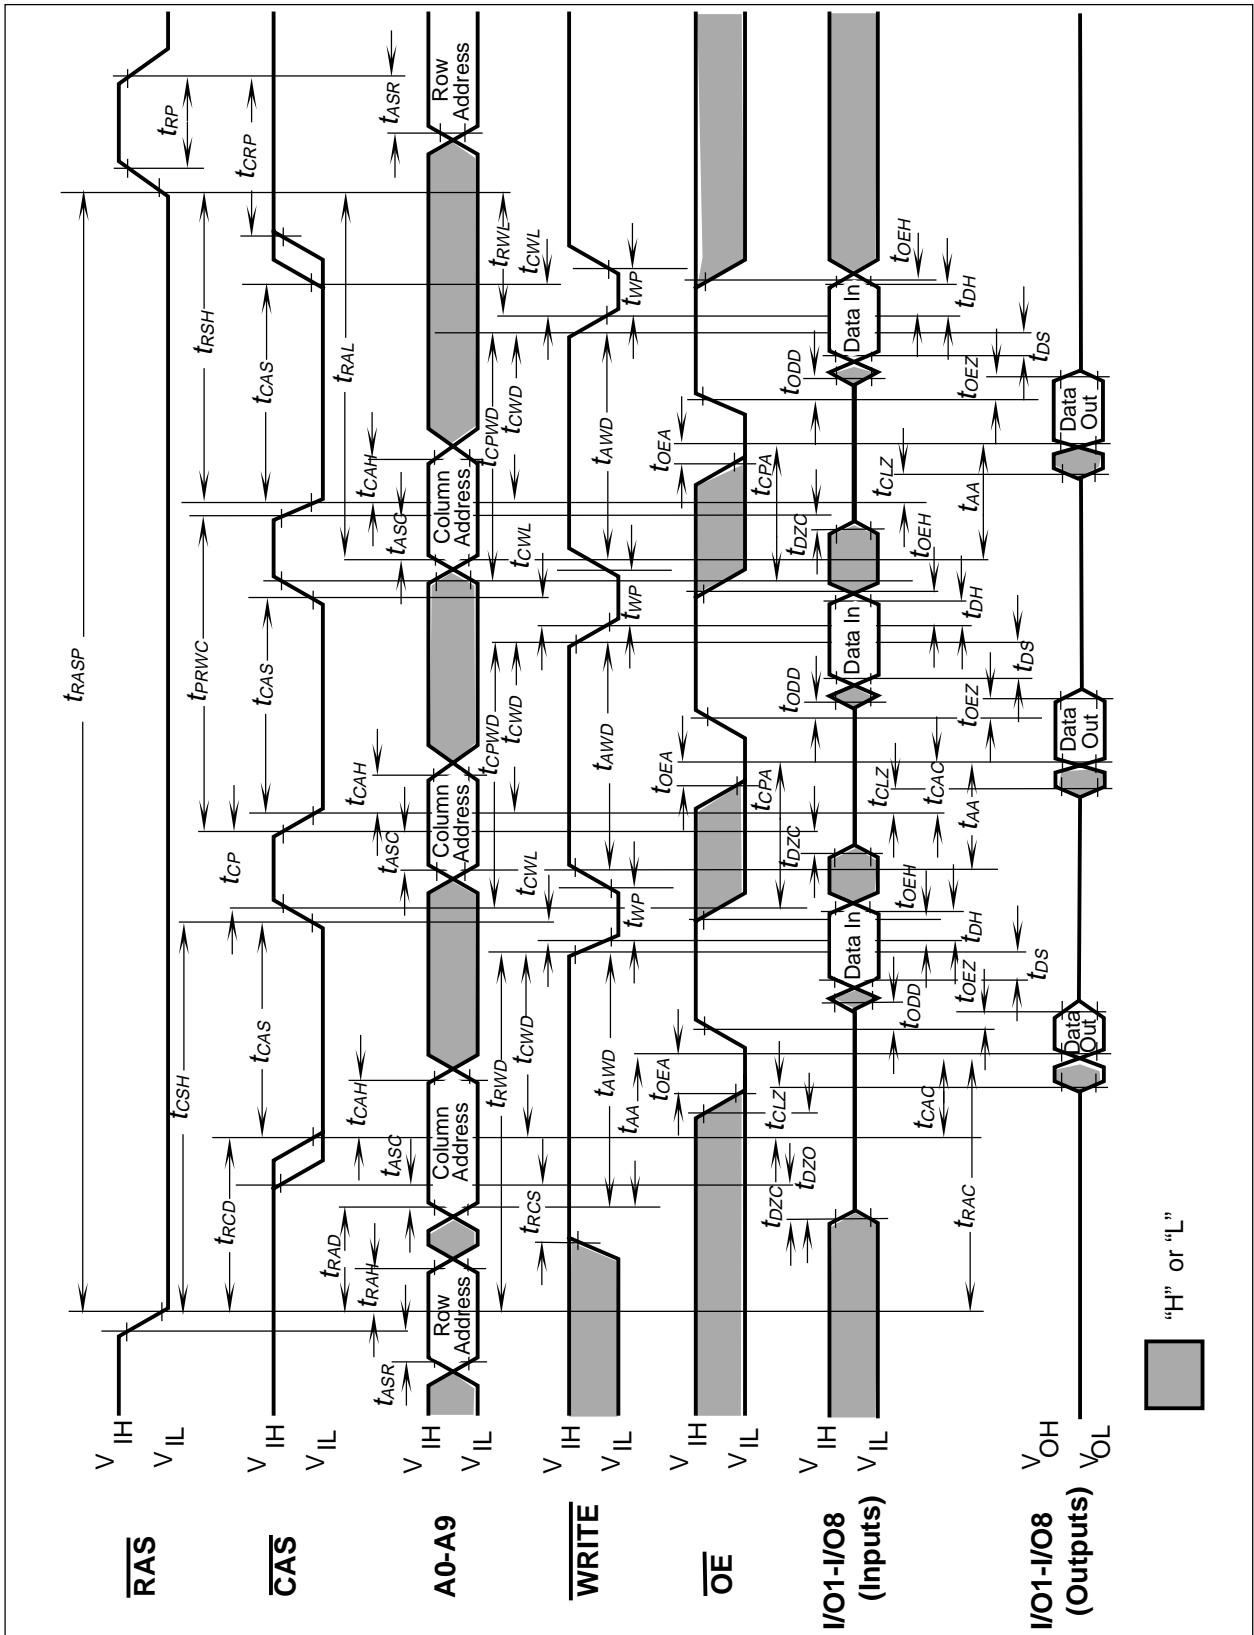 RAS
V IH
V IL
tRASP
tRP
tCSH
tPRWC
tRSH
tCRP
CAS
V IH
V IL
tRCD
tCAS
tCP
tCAS
tCAS
tRAD
tRAL
tRAH
tCAH
tCAH
tCAH
tASR
tASC
tASC
tASC
tASR
A0-A9
V IH
V IL
Row
Address
Column
Address
Column
Address
Column
Address
Row
Address
tRWD
tCPWD
tCPWD
tRWL
tCWD
tCWL
tCWD
tCWL
tCWD
tCWL
tRCS
WRITE
V IH
V IL
tAWD
tAWD
tAWD
tAA
tWP
tWP
tWP
tOEA
tOEA
tOEA
OE
V IH
V IL
tCPA
tCPA
tCLZ
tDZC
tDZO
tODD
tDZC
tODD
tDZC
tODD
I/O1-I/O8
(Inputs)
V IH
V IL
Data In
Data In
Data In
tODD
tOEH
tCLZ
tOEH
tCLZ
tOEH
tCAC
tCAC
tRAC
tOEZ
tDH
tAA
tOEZ
tDH
tAA
tOEZ
tDH
tDS
tDS
tDS
I/O1-I/O8
(Outputs)
VOH
VOL
Data
Out
Data
Out
Data
Out
“H” or “L”